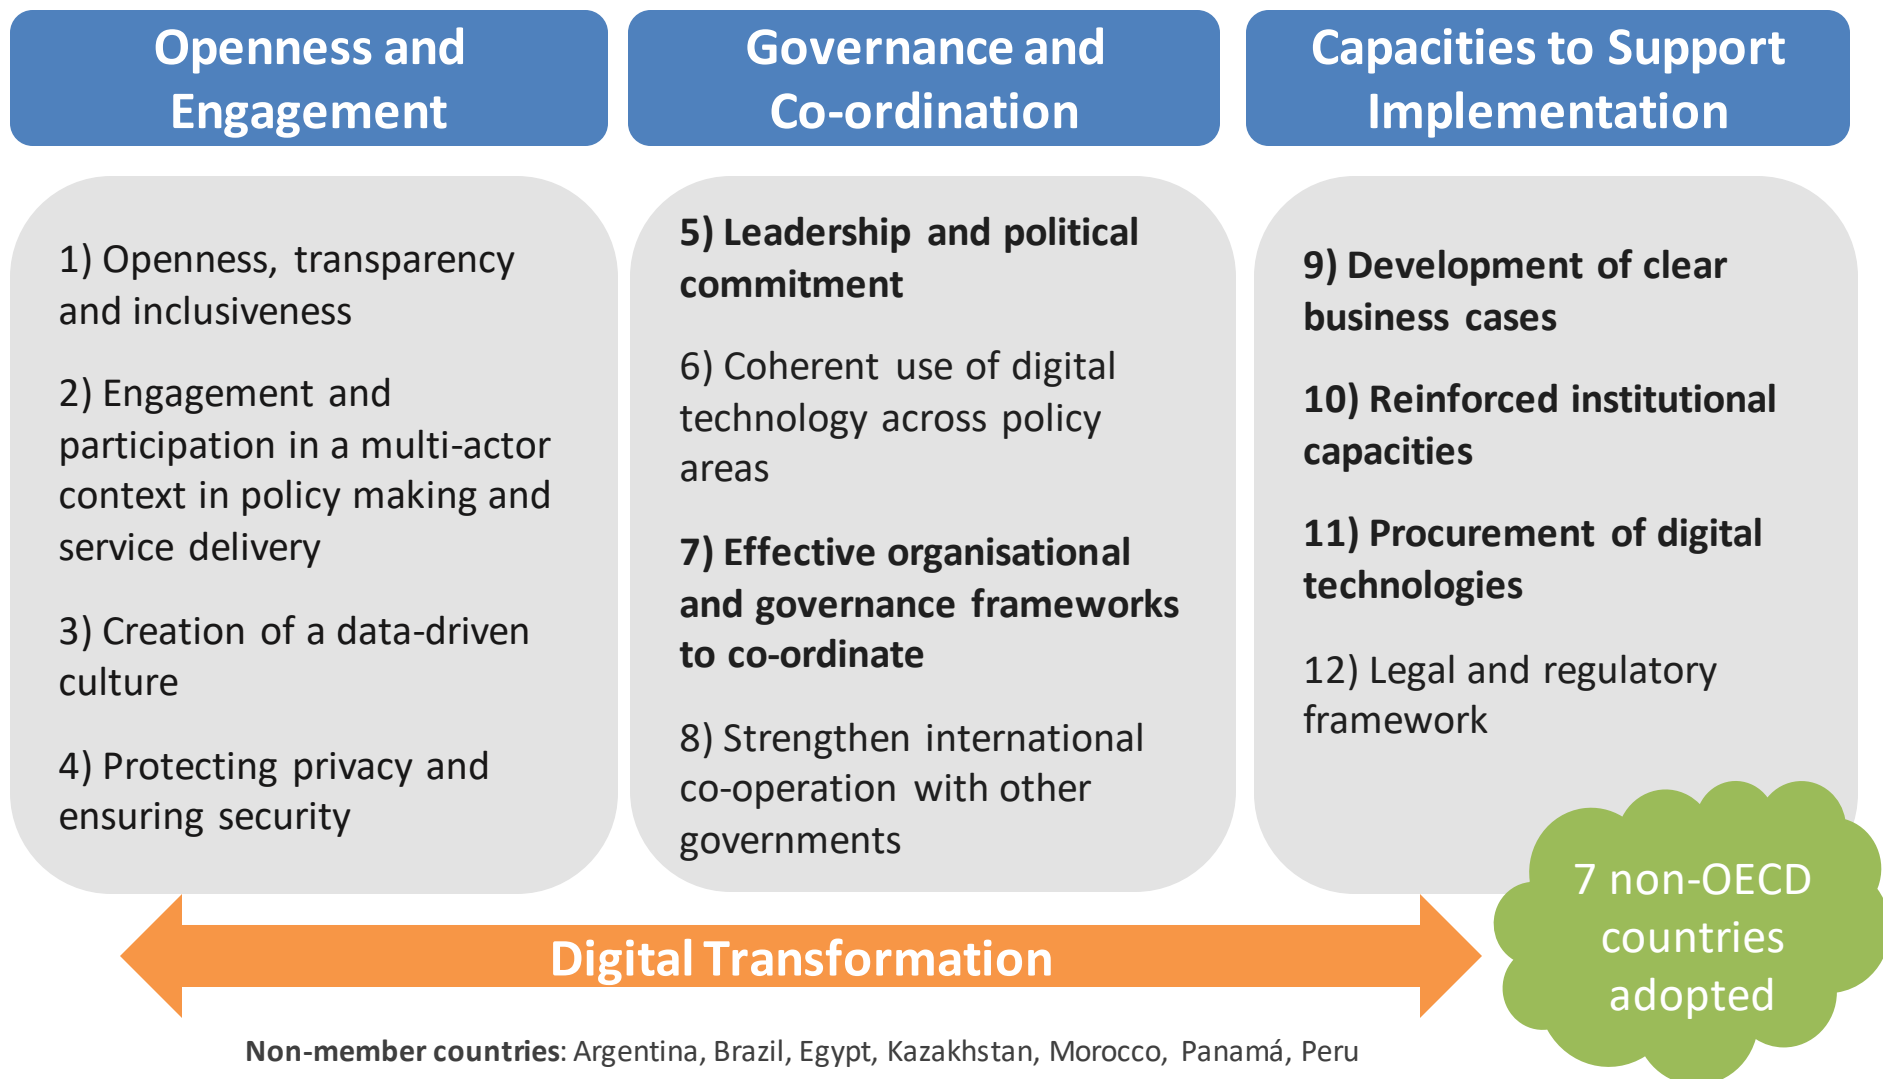 Openness and
Engagement
Governance and
Co-ordination
Capacities to Support
Implementation
1) Openness, transparency
and inclusiveness
2) Engagement and
participation in a multi-actor
context in policy making and
service delivery
3) Creation of a data-driven
culture
4) Protecting privacy and
ensuring security
5) Leadership and political
commitment
6) Coherent use of digital
technology across policy
areas
7) Effective organisational
and governance frameworks
to co-ordinate
8) Strengthen international
co-operation with other
governments
9) Development of clear
business cases
10) Reinforced institutional
capacities
11) Procurement of digital
technologies
12) Legal and regulatory
framework
7 non-OECD
countries
adopted
Digital Transformation
Non-member countries: Argentina, Brazil, Egypt, Kazakhstan, Morocco, Panamá, Peru